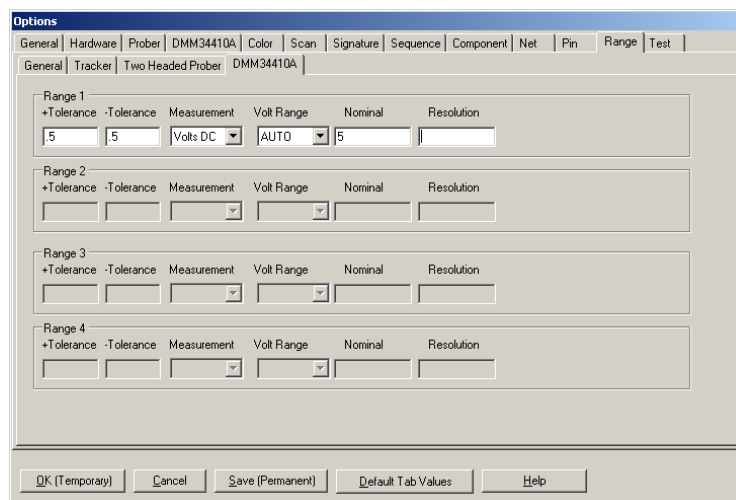 Options
General Hardware Prober DMM34410A Color Scan Signature Sequence Component Net Pin Range Test
General Tracker Two Headed Prober DMM34410A
Range 1
+Tolerance -Tolerance Measurement Volt Range Nominal Resolution
.5 .5 Volts DC AUTO 5
Range 2
+Tolerance -Tolerance Measurement Volt Range Nominal Resolution
Range 3
+Tolerance -Tolerance Measurement Volt Range Nominal Resolution
Range 4
+Tolerance -Tolerance Measurement Volt Range Nominal Resolution
OK (Temporary) Cancel Save (Permanent) Default Tab Values Help